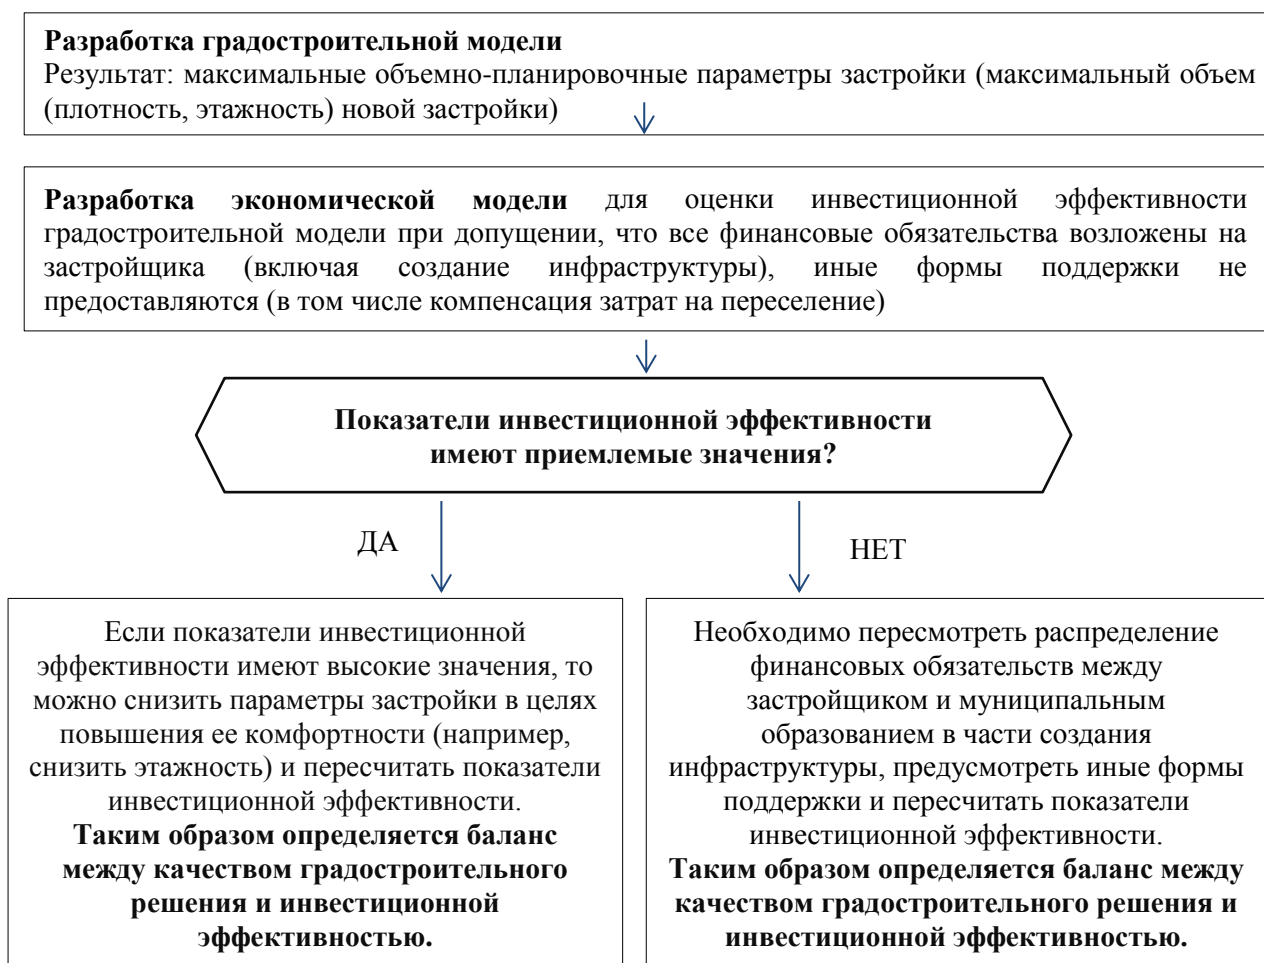 Разработка градостроительной модели
Результат: максимальные объемно-планировочные параметры застройки (максимальный объем
(плотность, этажность) новой застройки)
Разработка экономической модели для оценки инвестиционной эффективности
градостроительной модели при допущении, что все финансовые обязательства возложены на
застройщика (включая создание инфраструктуры), иные формы поддержки не
предоставляются (в том числе компенсация затрат на переселение)
Показатели инвестиционной эффективности
имеют приемлемые значения?
ДА
НЕТ
Если показатели инвестиционной
эффективности имеют высокие значения, то
можно снизить параметры застройки в целях
повышения ее комфортности (например,
снизить этажность) и пересчитать показатели
инвестиционной эффективности.
Таким образом определяется баланс
между качеством градостроительного
решения и инвестиционной
эффективностью.
Необходимо пересмотреть распределение
финансовых обязательств между
застройщиком и муниципальным
образованием в части создания
инфраструктуры, предусмотреть иные формы
поддержки и пересчитать показатели
инвестиционной эффективности.
Таким образом определяется баланс между
качеством градостроительного решения и
инвестиционной эффективностью.